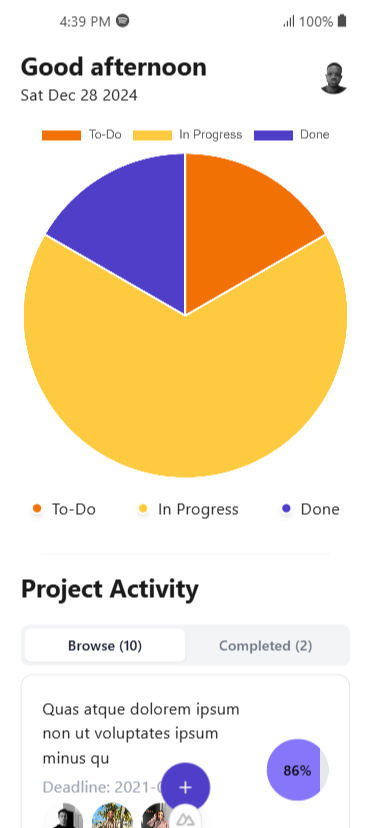 4:39 PM
100%
Good afternoon
Sat Dec 28 2024
To-Do In Progress Done
To-Do In Progress Done
Project Activity
Browse (10) Completed (2)
Quas atque dolorem ipsum
non ut voluptates ipsum
minus qu
86%
Deadline:
+